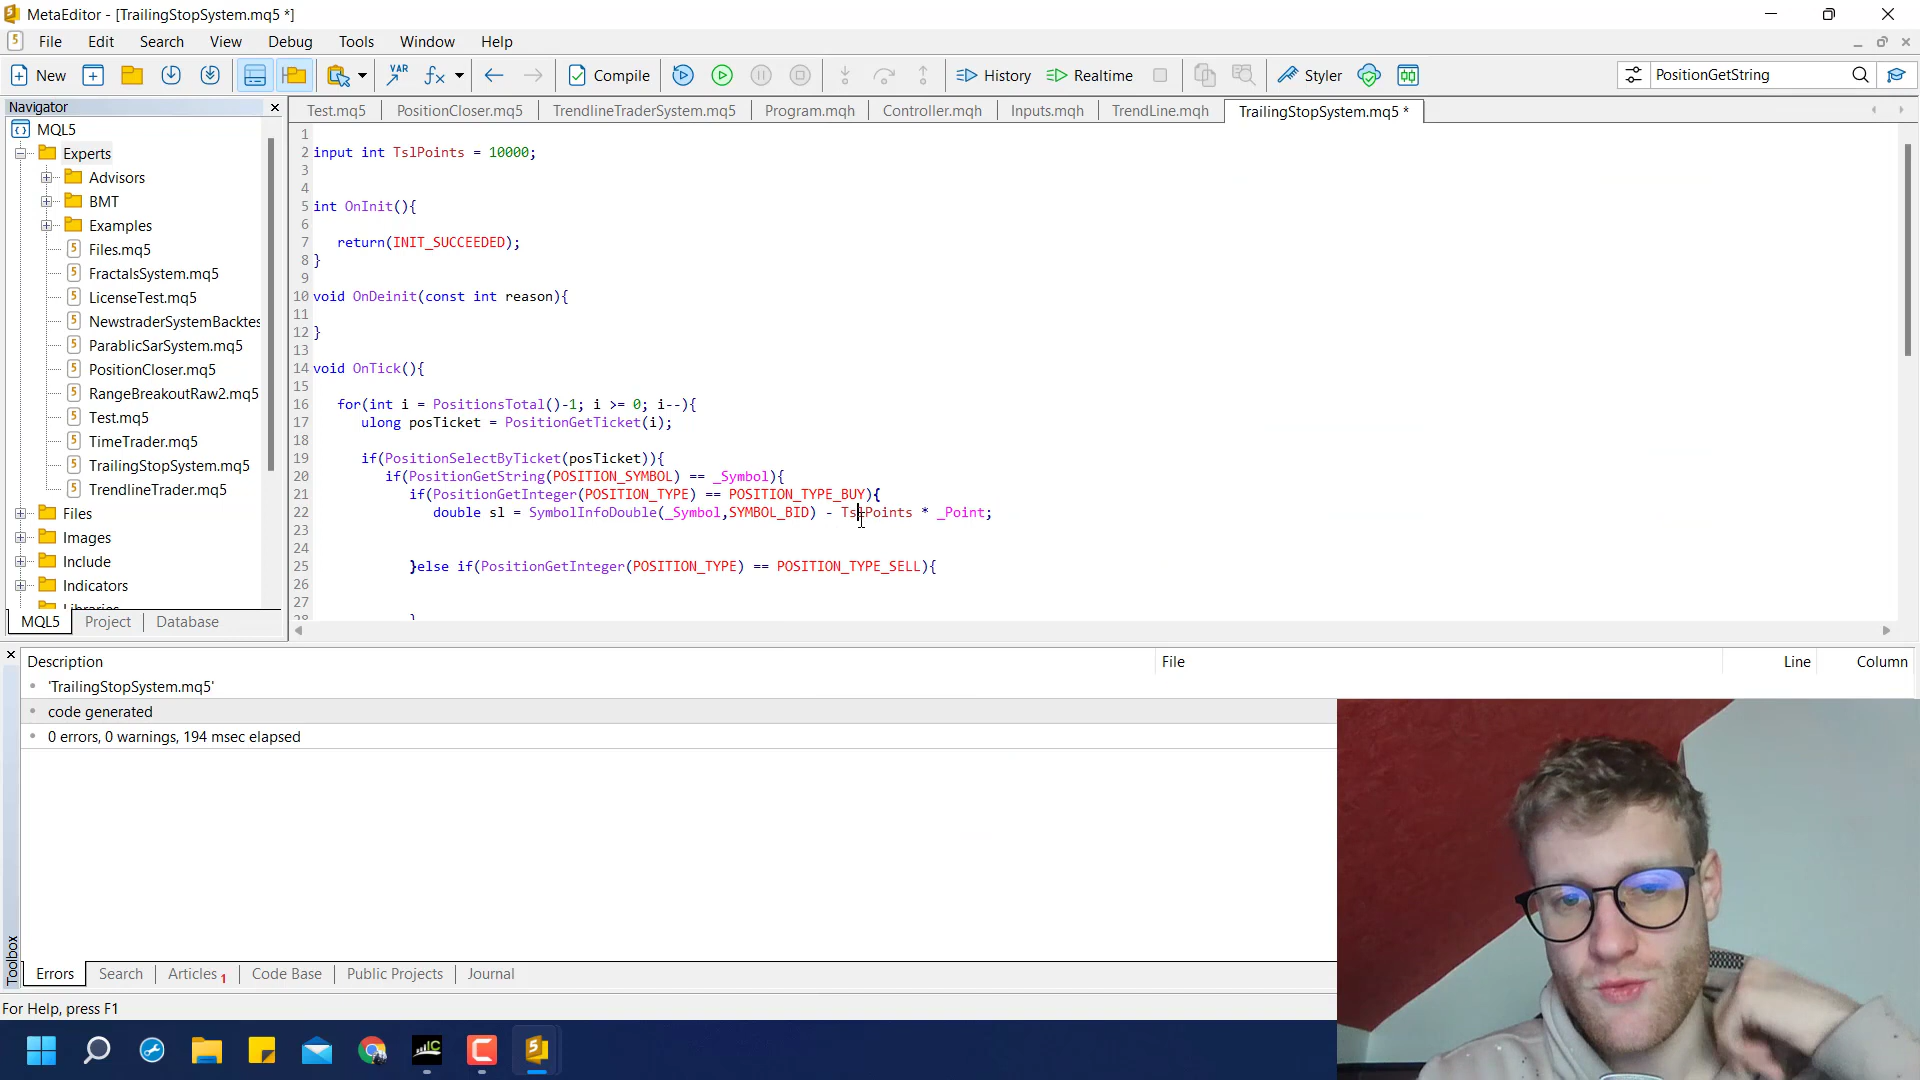 MetaEditor - [TrailingStopSystem.mq5 *]
File Edit Search View Debug Tools Window Help
New VAR Compile History Realtime Styler PositionGetString
Navigator
Test.mq5 PositionCloser.mq5 TrendlineTraderSystem.mq5 Program.mqh Controller.mqh Inputs.mqh TrendLine.mqh TrailingStopSystem.mq5 *
MQL5
Experts
Advisors
BMT
Examples
Files.mq5
FractalsSystem.mq5
LicenseTest.mq5
NewstraderSystemBacktes
ParablicSarSystem.mq5
PositionCloser.mq5
RangeBreakoutRaw2.mq5
Test.mq5
TimeTrader.mq5
TrailingStopSystem.mq5
TrendlineTrader.mq5
Files
Images
Include
Indicators
MQL5 Project Database
1
2 input int TslPoints = 10000;
3
4
5 int OnInit(){
6
7 return(INIT_SUCCEEDED);
8 }
9
10 void OnDeinit(const int reason){
11
12 }
13
14 void OnTick(){
15
16 for(int i = PositionsTotal()-1; i >= 0; i--){
17 ulong posTicket = PositionGetTicket(i);
18
19 if(PositionSelectByTicket(posTicket)){
20 if(PositionGetString(POSITION_SYMBOL) == _Symbol){
21 if(PositionGetInteger(POSITION_TYPE) == POSITION_TYPE_BUY){
22 double sl = SymbolInfoDouble(_Symbol,SYMBOL_BID) - TslPoints * _Point;
23
24
25 }else if(PositionGetInteger(POSITION_TYPE) == POSITION_TYPE_SELL){
26
27
28 }
Description File Line Column
'TrailingStopSystem.mq5'
code generated
0 errors, 0 warnings, 194 msec elapsed
Toolbox
Errors Search Articles 1 Code Base Public Projects Journal
For Help, press F1